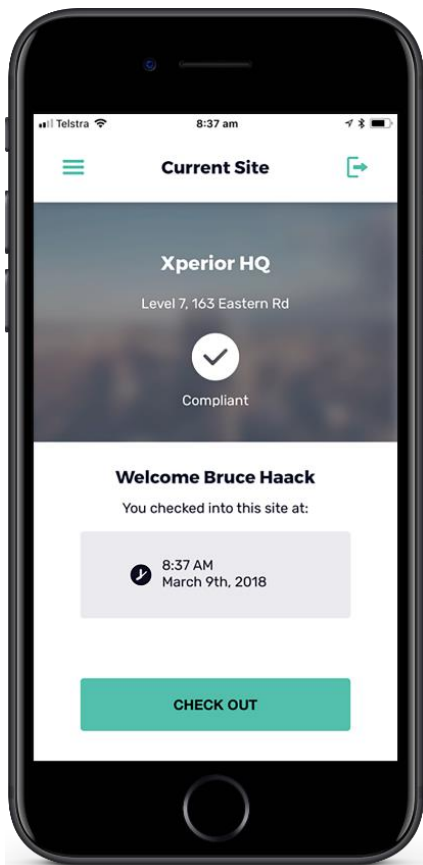 Telstra 8:37 am
Current Site
Xperior HQ
Level 7, 163 Eastern Rd
Compliant
Welcome Bruce Haack
You checked into this site at:
8:37 AM
March 9th, 2018
CHECK OUT